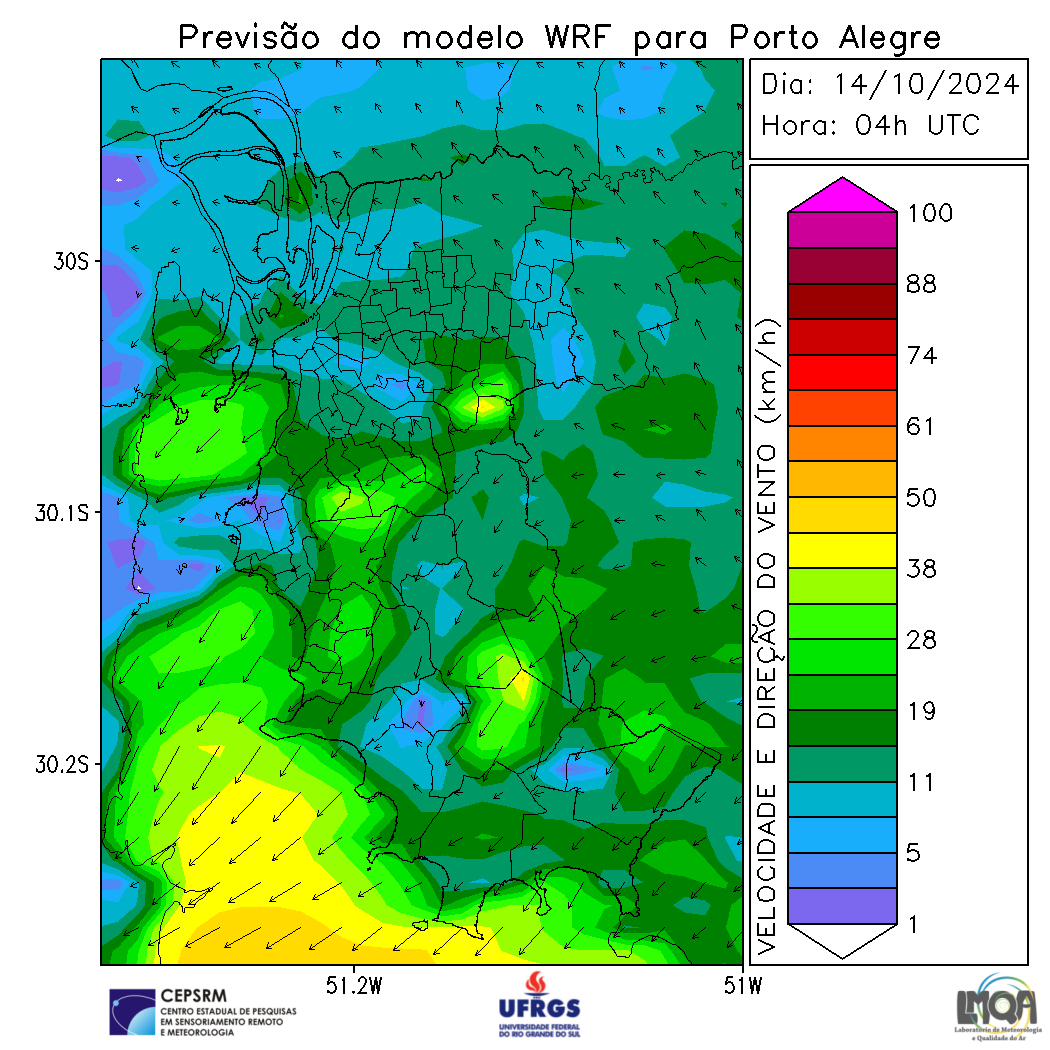 Previsão do modelo WRF para Porto Alegre
Dia: 14/10/2024
Hora: 04h UTC
30S
30.1S
30.2S
51.2W
51W
VELOCIDADE E DIREÇÃO DO VENTO (km/h)
100
88
74
61
50
38
28
19
11
5
1
CEPSRM
CENTRO ESTADUAL DE PESQUISAS
EM SENSORIAMENTO REMOTO
E METEOROLOGIA
UFRGS
UNIVERSIDADE FEDERAL
DO RIO GRANDE DO SUL
LMQA
Laboratório de Meteorologia
e Qualidade do Ar